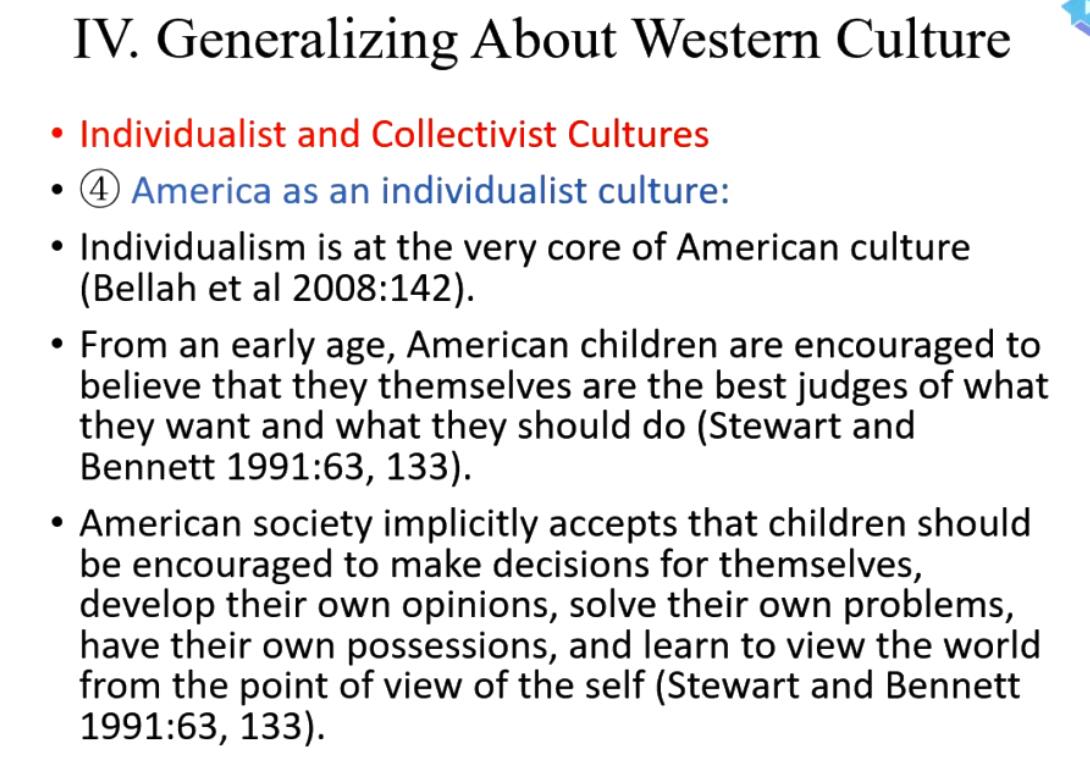 IV. Generalizing About Western Culture
• Individualist and Collectivist Cultures
• ④ America as an individualist culture:
• Individualism is at the very core of American culture
(Bellah et al 2008:142).
• From an early age, American children are encouraged to
believe that they themselves are the best judges of what
they want and what they should do (Stewart and
Bennett 1991:63, 133).
• American society implicitly accepts that children should
be encouraged to make decisions for themselves,
develop their own opinions, solve their own problems,
have their own possessions, and learn to view the world
from the point of view of the self (Stewart and Bennett
1991:63, 133).